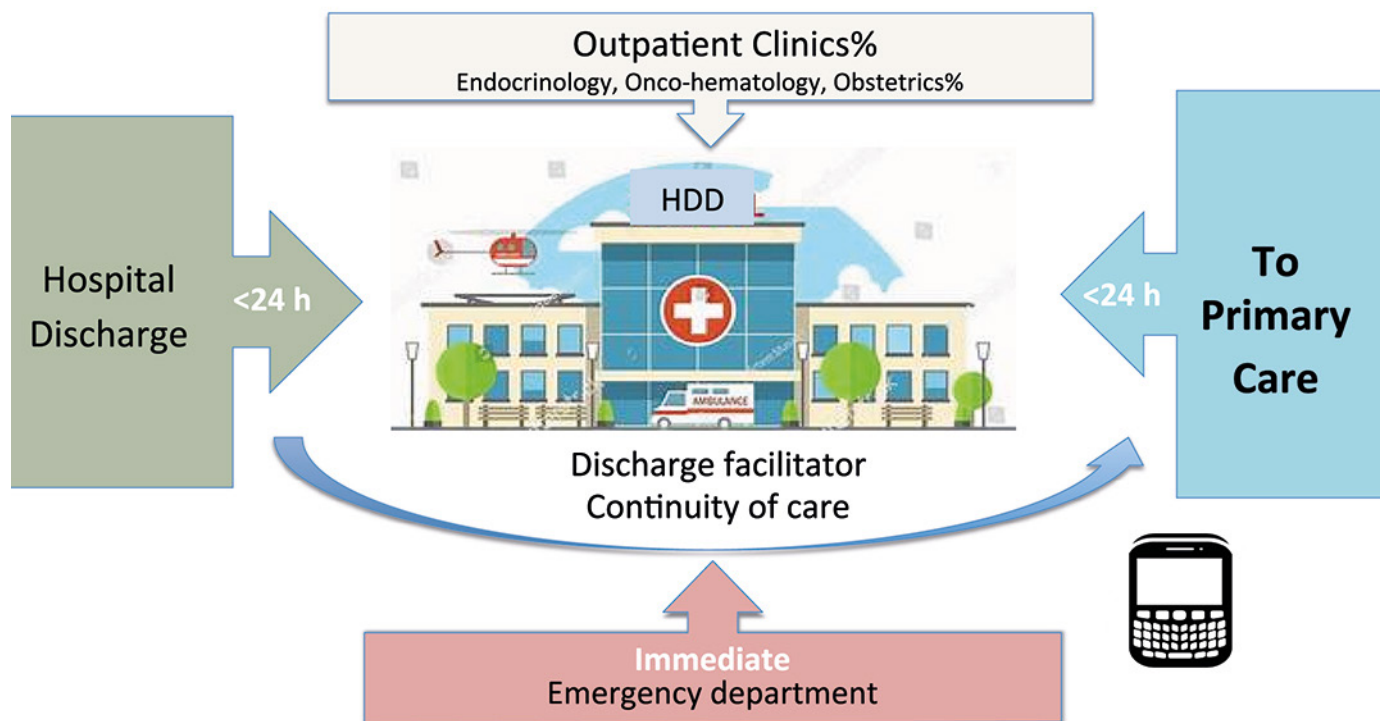 Outpatient Clinics%
Endocrinology, Onco-hematology, Obstetrics%
Hospital
Discharge
<24 h
HDD
AMBULANCE
<24 h
To
Primary
Care
Discharge facilitator
Continuity of care
Immediate
Emergency department